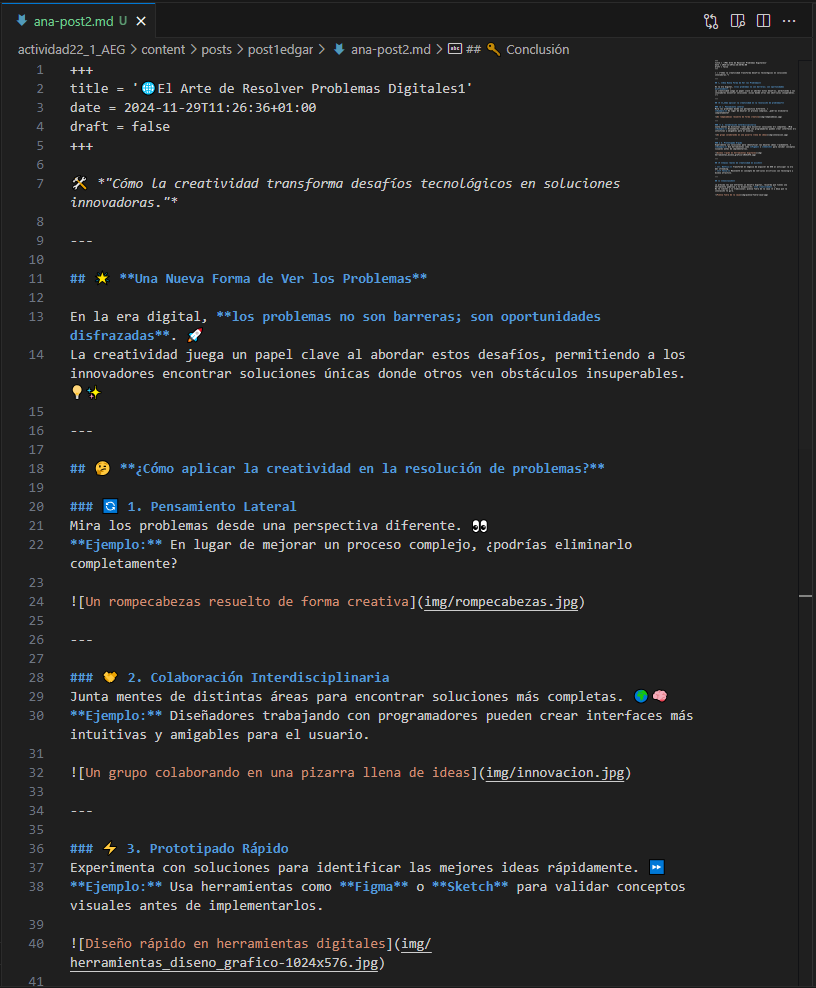 ana-post2.md U ×
actividad22_1_AEG > content > posts > post1edgar > ana-post2.md > abc ## 🔑 Conclusión
1 +++
2 title = '🌐El Arte de Resolver Problemas Digitales1'
3 date = 2024-11-29T11:26:36+01:00
4 draft = false
5 +++
6
7 🛠️ *"Cómo la creatividad transforma desafíos tecnológicos en soluciones
innovadoras."*
8
9 ---
10
11 ## 🌟 **Una Nueva Forma de Ver los Problemas**
12
13 En la era digital, **los problemas no son barreras; son oportunidades
disfrazadas**. 🚀
14 La creatividad juega un papel clave al abordar estos desafíos, permitiendo a los
innovadores encontrar soluciones únicas donde otros ven obstáculos insuperables.
💡✨
15
16 ---
17
18 ## 🤔 **¿Cómo aplicar la creatividad en la resolución de problemas?**
19
20 ### 🔄 1. Pensamiento Lateral
21 Mira los problemas desde una perspectiva diferente. 👀
22 **Ejemplo:** En lugar de mejorar un proceso complejo, ¿podrías eliminarlo
completamente?
23
24 ![Un rompecabezas resuelto de forma creativa](img/rompecabezas.jpg)
25
26 ---
27
28 ### 🤝 2. Colaboración Interdisciplinaria
29 Junta mentes de distintas áreas para encontrar soluciones más completas. 🌍🧠
30 **Ejemplo:** Diseñadores trabajando con programadores pueden crear interfaces más
intuitivas y amigables para el usuario.
31
32 ![Un grupo colaborando en una pizarra llena de ideas](img/innovacion.jpg)
33
34 ---
35
36 ### ⚡ 3. Prototipado Rápido
37 Experimenta con soluciones para identificar las mejores ideas rápidamente. ⏩
38 **Ejemplo:** Usa herramientas como **Figma** o **Sketch** para validar conceptos
visuales antes de implementarlos.
39
40 ![Diseño rápido en herramientas digitales](img/
herramientas_diseno_grafico-1024x576.jpg)
41